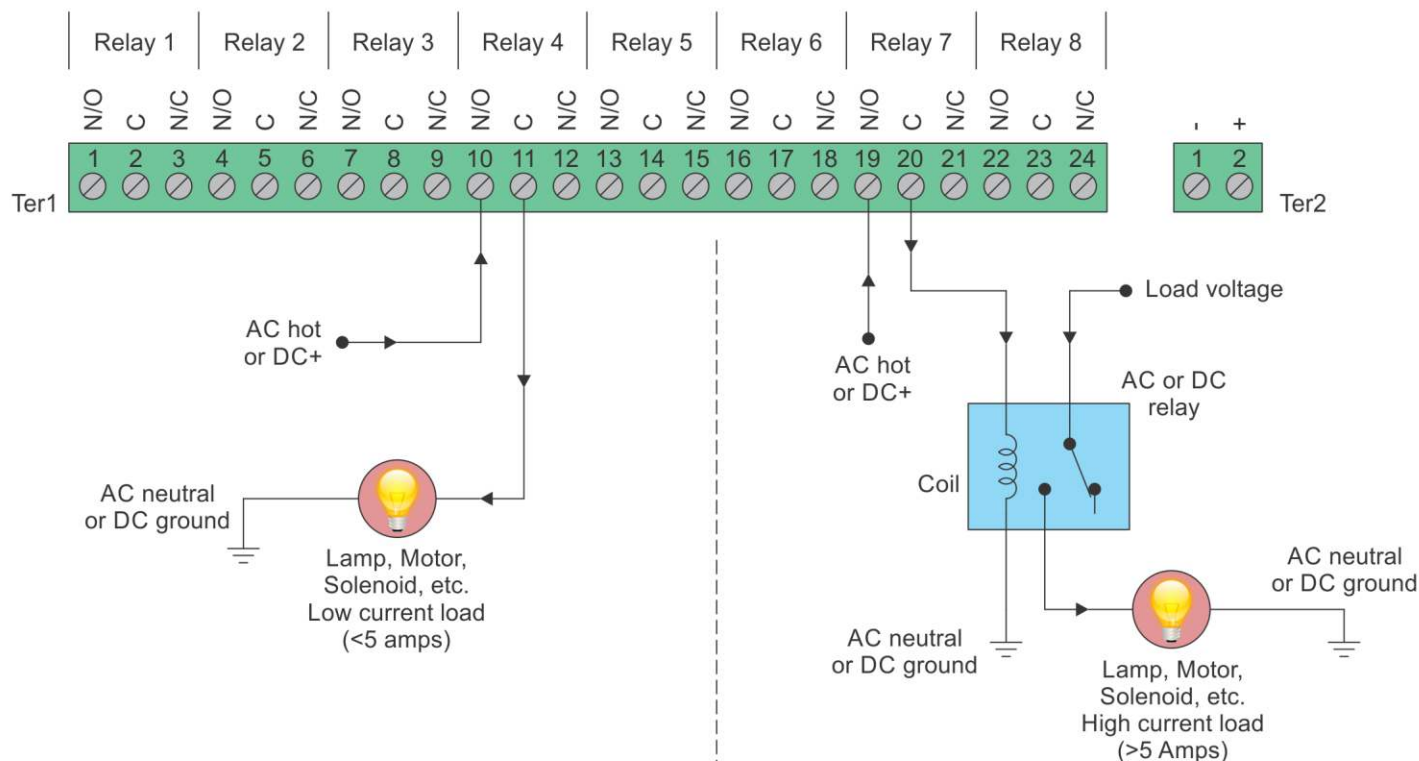 Relay 1 Relay 2 Relay 3 Relay 4 Relay 5 Relay 6 Relay 7 Relay 8
N/O C N/C N/O C N/C N/O C N/C N/O C N/C N/O C N/C N/O C N/C N/O C N/C N/O C N/C - +
1 2 3 4 5 6 7 8 9 10 11 12 13 14 15 16 17 18 19 20 21 22 23 24 1 2
Ter1 Ter2
AC hot
or DC+
AC neutral
or DC ground
Lamp, Motor,
Solenoid, etc.
Low current load
(<5 amps)
Load voltage
AC hot
or DC+
AC or DC
relay
Coil
AC neutral
or DC ground
AC neutral
or DC ground
Lamp, Motor,
Solenoid, etc.
High current load
(>5 Amps)